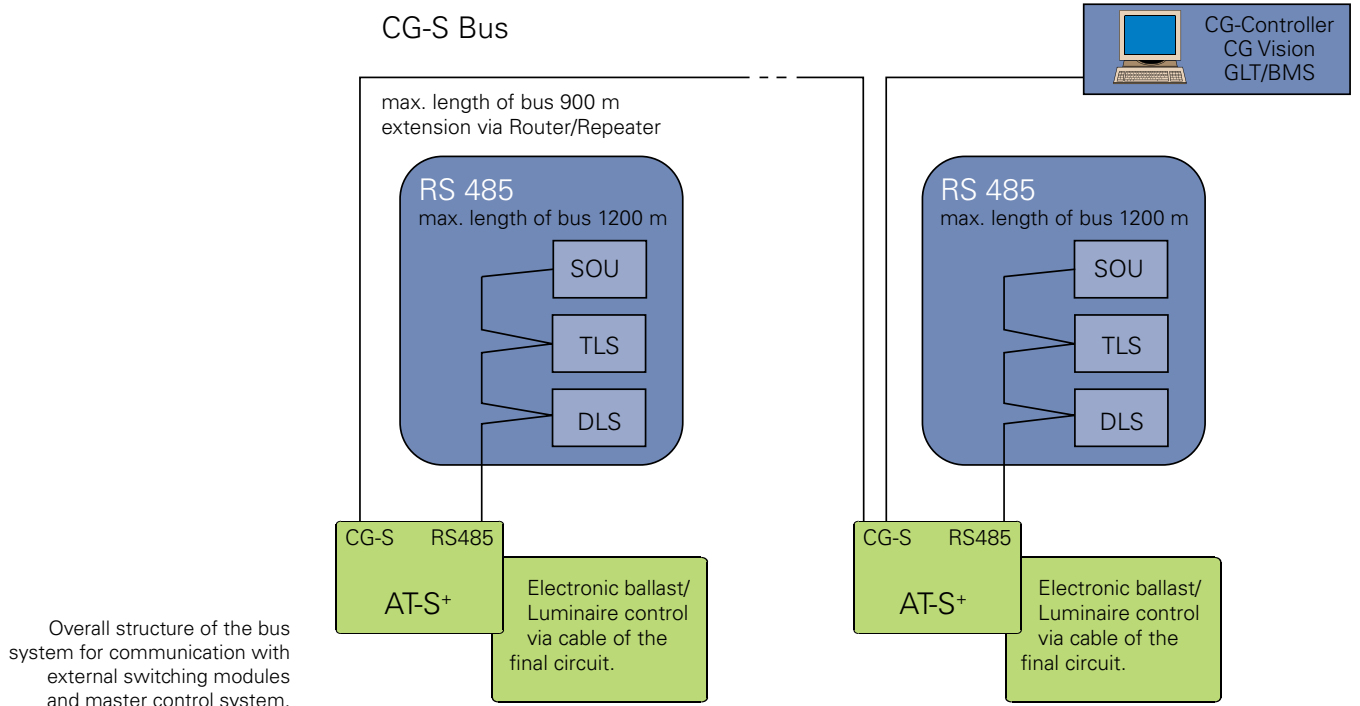 CG-S Bus
CG-Controller
CG Vision
GLT/BMS
max. length of bus 900 m
extension via Router/Repeater
RS 485
max. length of bus 1200 m
SOU
TLS
DLS
RS 485
max. length of bus 1200 m
SOU
TLS
DLS
CG-S RS485
AT-S+
Electronic ballast/
Luminaire control
via cable of the
final circuit.
CG-S RS485
AT-S+
Electronic ballast/
Luminaire control
via cable of the
final circuit.
Overall structure of the bus
system for communication with
external switching modules
and master control system.